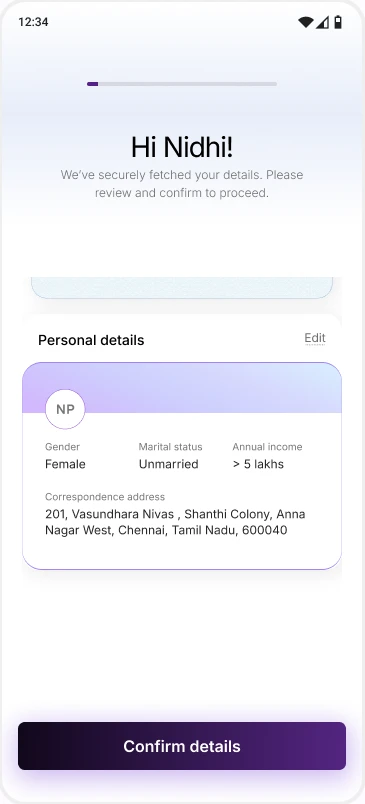 12:34
Hi Nidhi!
We've securely fetched your details. Please
review and confirm to proceed.
Personal details
Edit
NP
Gender
Marital status
Annual income
Female
Unmarried
> 5 lakhs
Correspondence address
201, Vasundhara Nivas , Shanthi Colony, Anna
Nagar West, Chennai, Tamil Nadu, 600040
Confirm details